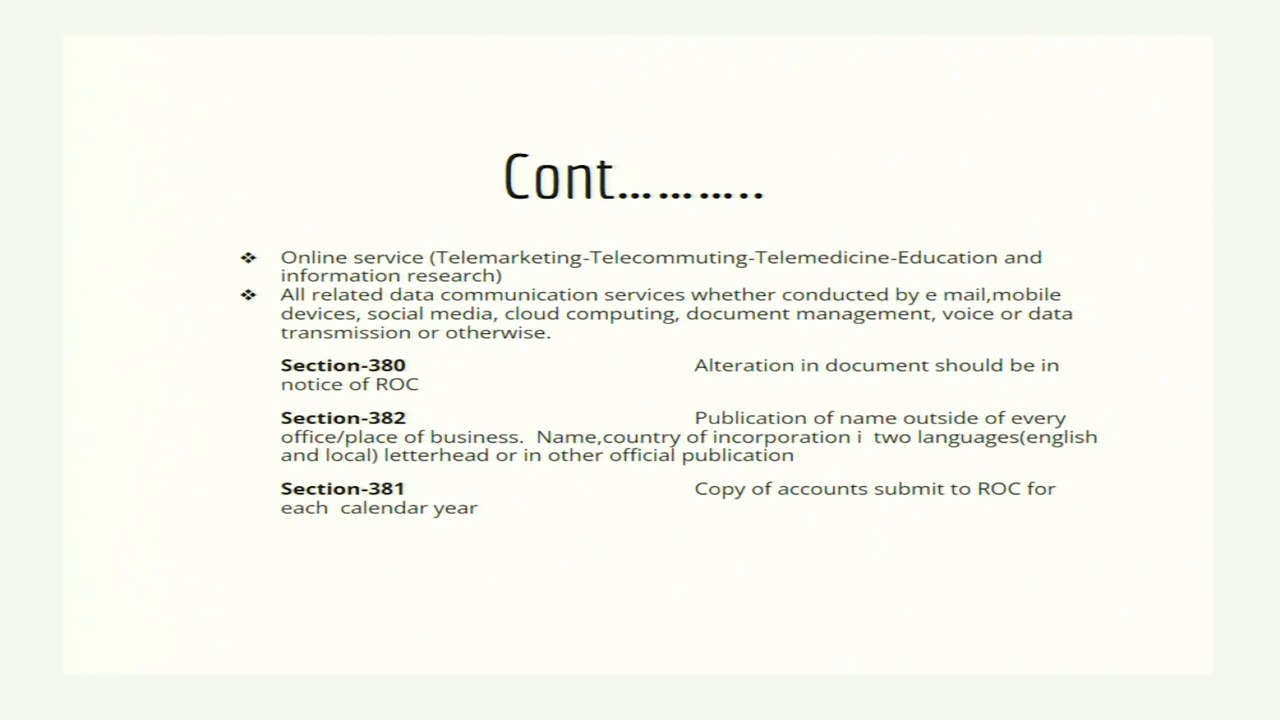 Cont………..
❖ Online service (Telemarketing-Telecommuting-Telemedicine-Education and
information research)
❖ All related data communication services whether conducted by e mail,mobile
devices, social media, cloud computing, document management, voice or data
transmission or otherwise.
Section-380 Alteration in document should be in
notice of ROC
Section-382 Publication of name outside of every
office/place of business. Name,country of incorporation i two languages(english
and local) letterhead or in other official publication
Section-381 Copy of accounts submit to ROC for
each calendar year